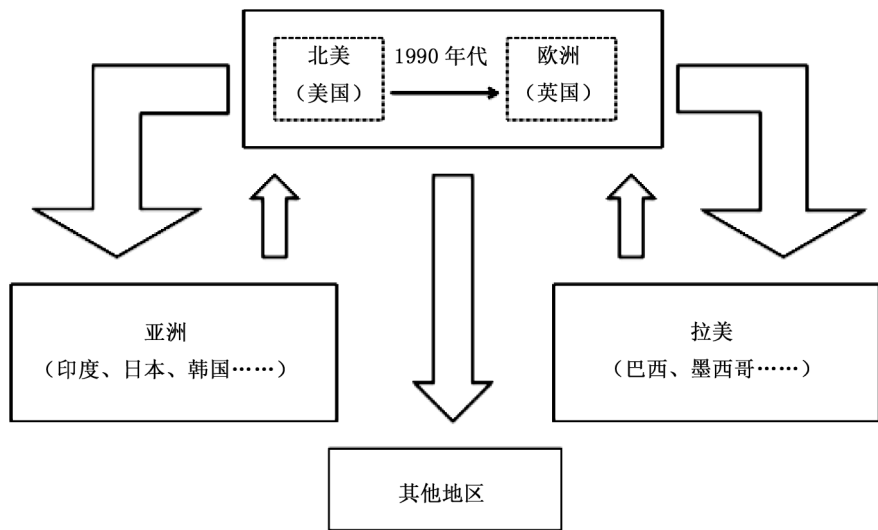 北美
（美国）
1990 年代
欧洲
（英国）
亚洲
（印度、日本、韩国……）
拉美
（巴西、墨西哥……）
其他地区